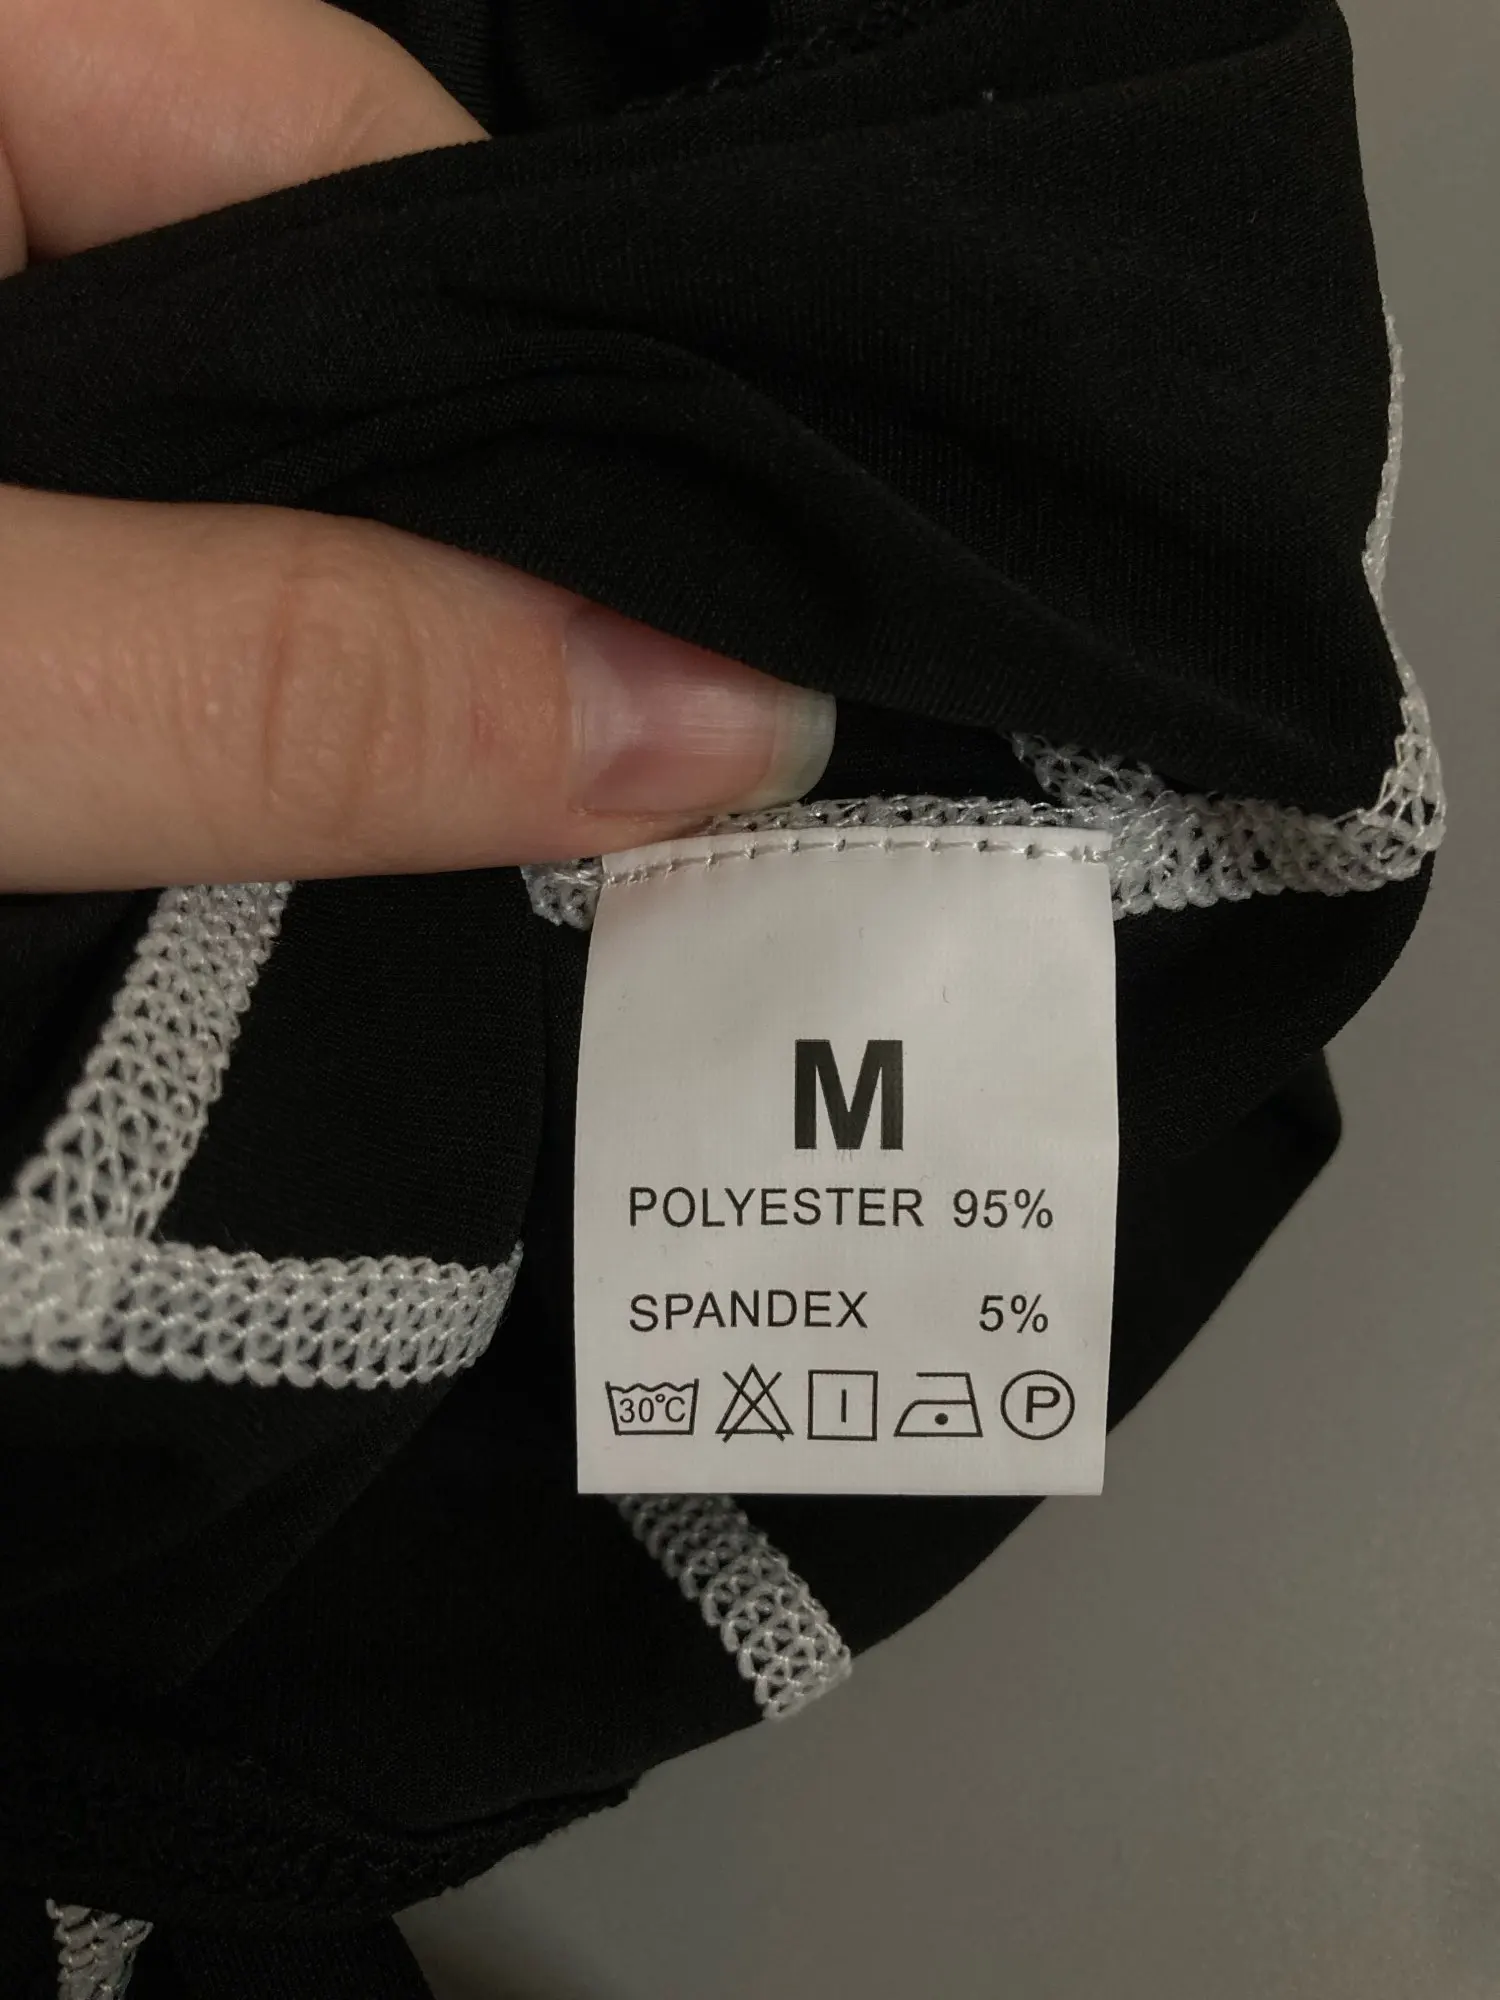 M
POLYESTER 95%
SPANDEX 5%
30°C P